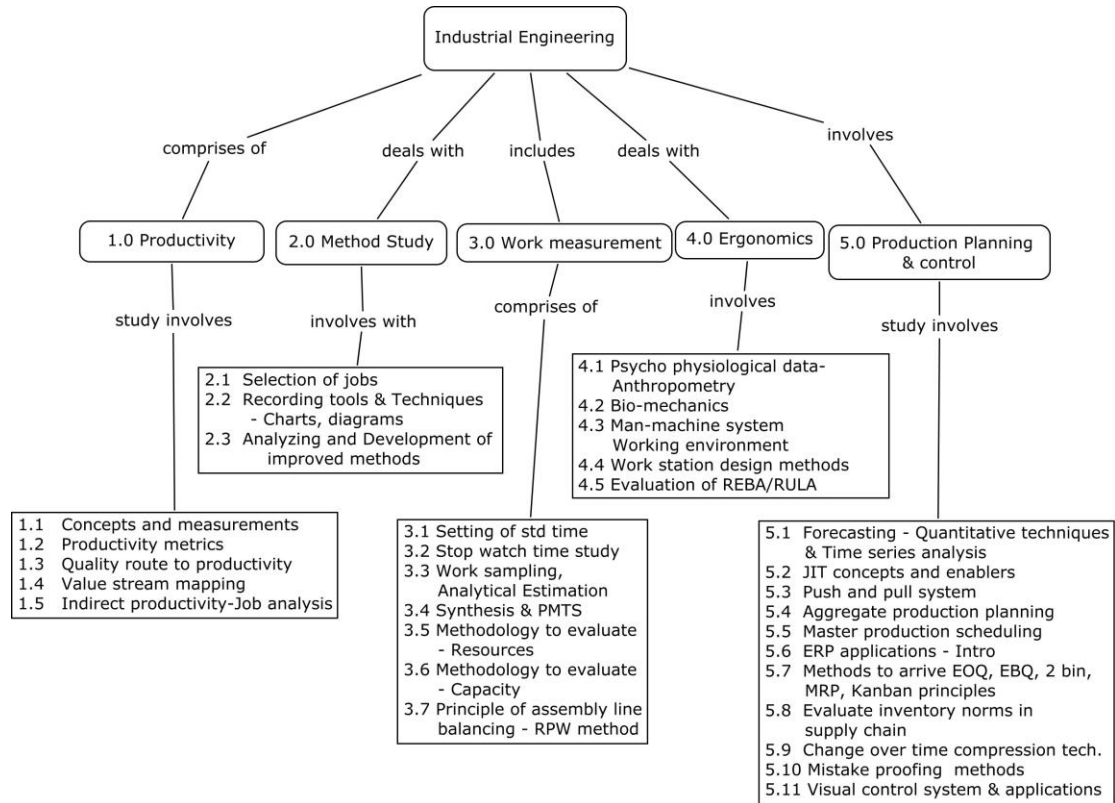 Industrial Engineering
comprises of
deals with
includes
deals with
involves
1.0 Productivity
2.0 Method Study
3.0 Work measurement
4.0 Ergonomics
5.0 Production Planning
& control
study involves
involves with
comprises of
involves
study involves
2.1 Selection of jobs
2.2 Recording tools & Techniques
- Charts, diagrams
2.3 Analyzing and Development of
improved methods
4.1 Psycho physiological data-
Anthropometry
4.2 Bio-mechanics
4.3 Man-machine system
Working environment
4.4 Work station design methods
4.5 Evaluation of REBA/RULA
1.1 Concepts and measurements
1.2 Productivity metrics
1.3 Quality route to productivity
1.4 Value stream mapping
1.5 Indirect productivity-Job analysis
3.1 Setting of std time
3.2 Stop watch time study
3.3 Work sampling,
Analytical Estimation
3.4 Synthesis & PMTS
3.5 Methodology to evaluate
- Resources
3.6 Methodology to evaluate
- Capacity
3.7 Principle of assembly line
balancing - RPW method
5.1 Forecasting - Quantitative techniques
& Time series analysis
5.2 JIT concepts and enablers
5.3 Push and pull system
5.4 Aggregate production planning
5.5 Master production scheduling
5.6 ERP applications - Intro
5.7 Methods to arrive EOQ, EBQ, 2 bin,
MRP, Kanban principles
5.8 Evaluate inventory norms in
supply chain
5.9 Change over time compression tech.
5.10 Mistake proofing methods
5.11 Visual control system & applications